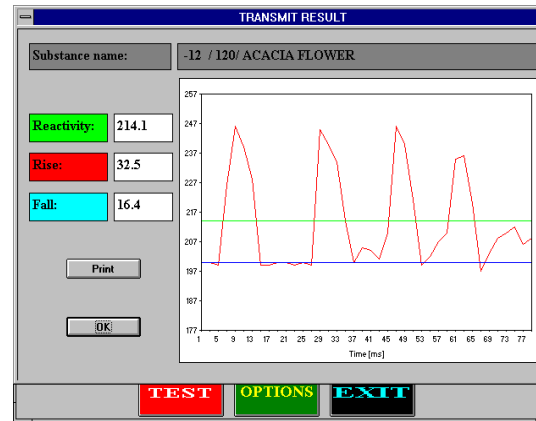 TRANSMIT RESULT
Substance name: -12 / 120/ ACACIA FLOWER
Reactivity: 214.1
Rise: 32.5
Fall: 16.4
Print
OK
257
247
237
227
217
207
197
187
177
1 5 9 13 17 21 25 29 33 37 41 45 49 53 57 61 65 69 73 77
Time [ms]
TEST OPTIONS EXIT